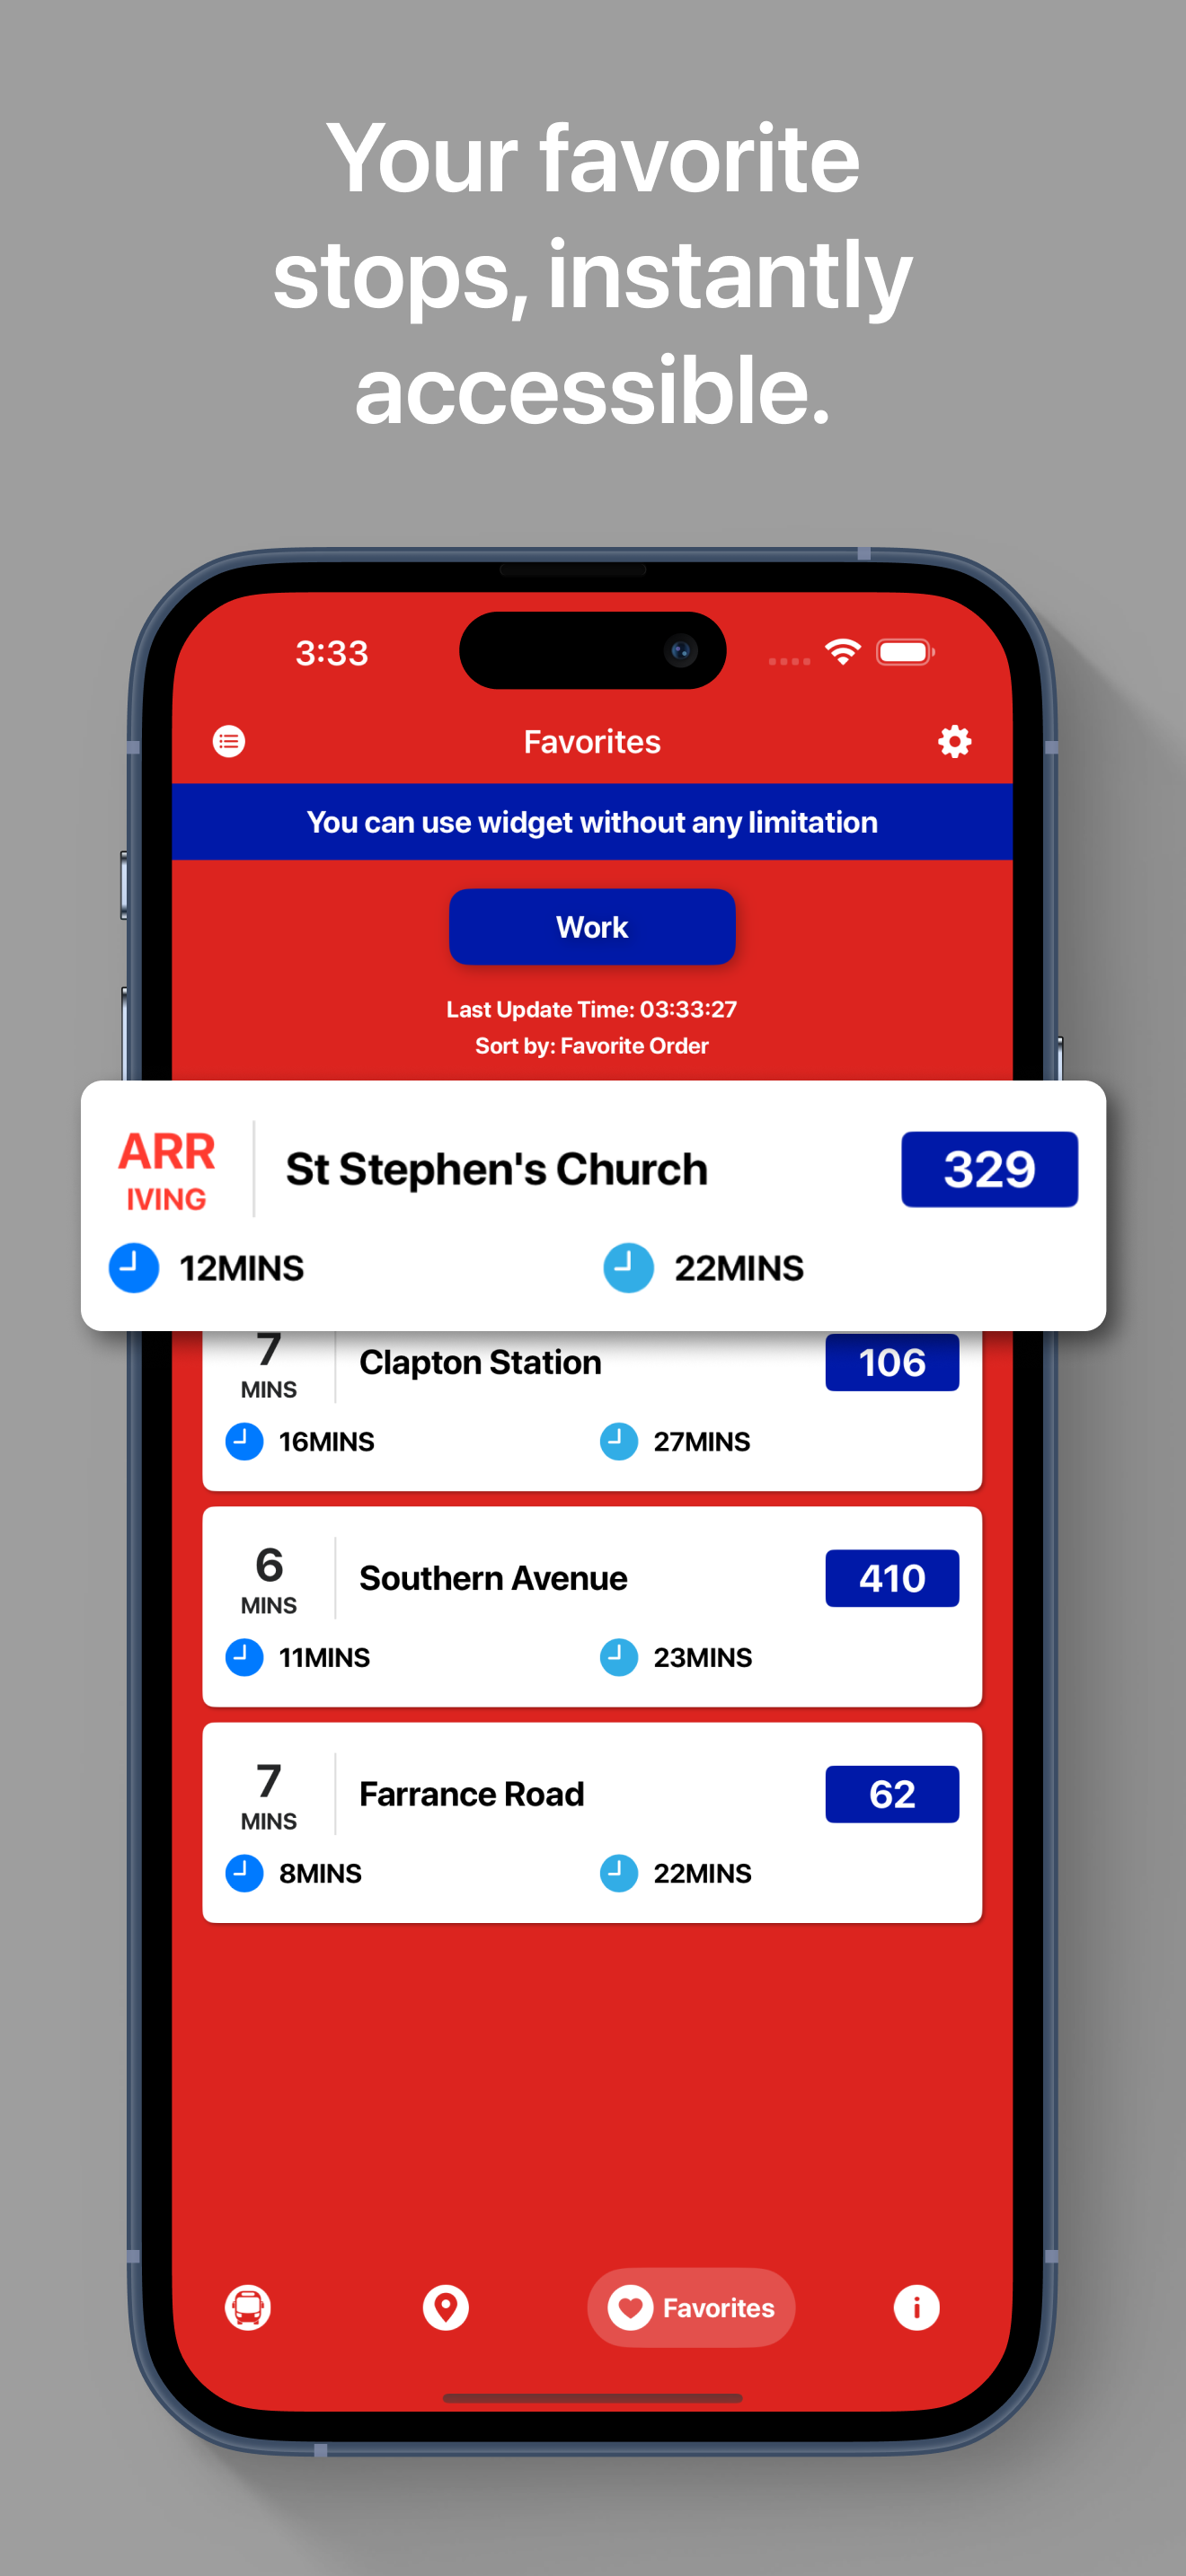 Your favorite
stops, instantly
accessible.
3:33
Favorites
You can use widget without any limitation
Work
Last Update Time: 03:33:27
Sort by: Favorite Order
ARR
IVING
St Stephen's Church
329
12MINS
22MINS
7
MINS
Clapton Station
106
16MINS
27MINS
6
MINS
Southern Avenue
410
11MINS
23MINS
7
MINS
Farrance Road
62
8MINS
22MINS
Favorites